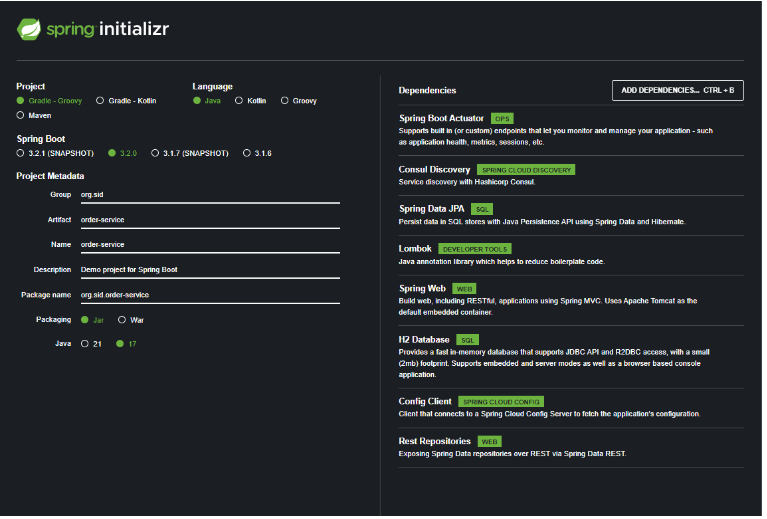 spring initializr
Project
Gradle - Groovy Gradle - Kotlin
Maven
Language
Java Kotlin Groovy
Spring Boot
3.2.1 (SNAPSHOT) 3.2.0 3.1.7 (SNAPSHOT) 3.1.6
Project Metadata
Group org.sid
Artifact order-service
Name order-service
Description Demo project for Spring Boot
Package name org.sid.order-service
Packaging Jar War
Java 21 17
Dependencies ADD DEPENDENCIES... CTRL + B
Spring Boot Actuator OPS
Supports built in (or custom) endpoints that let you monitor and manage your application - such
as application health, metrics, sessions, etc.
Consul Discovery SPRING CLOUD DISCOVERY
Service discovery with Hashicorp Consul.
Spring Data JPA SQL
Persist data in SQL stores with Java Persistence API using Spring Data and Hibernate.
Lombok DEVELOPER TOOLS
Java annotation library which helps to reduce boilerplate code.
Spring Web WEB
Build web, including RESTful, applications using Spring MVC. Uses Apache Tomcat as the
default embedded container.
H2 Database SQL
Provides a fast in-memory database that supports JDBC API and R2DBC access, with a small
(2mb) footprint. Supports embedded and server modes as well as a browser based console
application.
Config Client SPRING CLOUD CONFIG
Client that connects to a Spring Cloud Config Server to fetch the application's configuration.
Rest Repositories WEB
Exposing Spring Data repositories over REST via Spring Data REST.